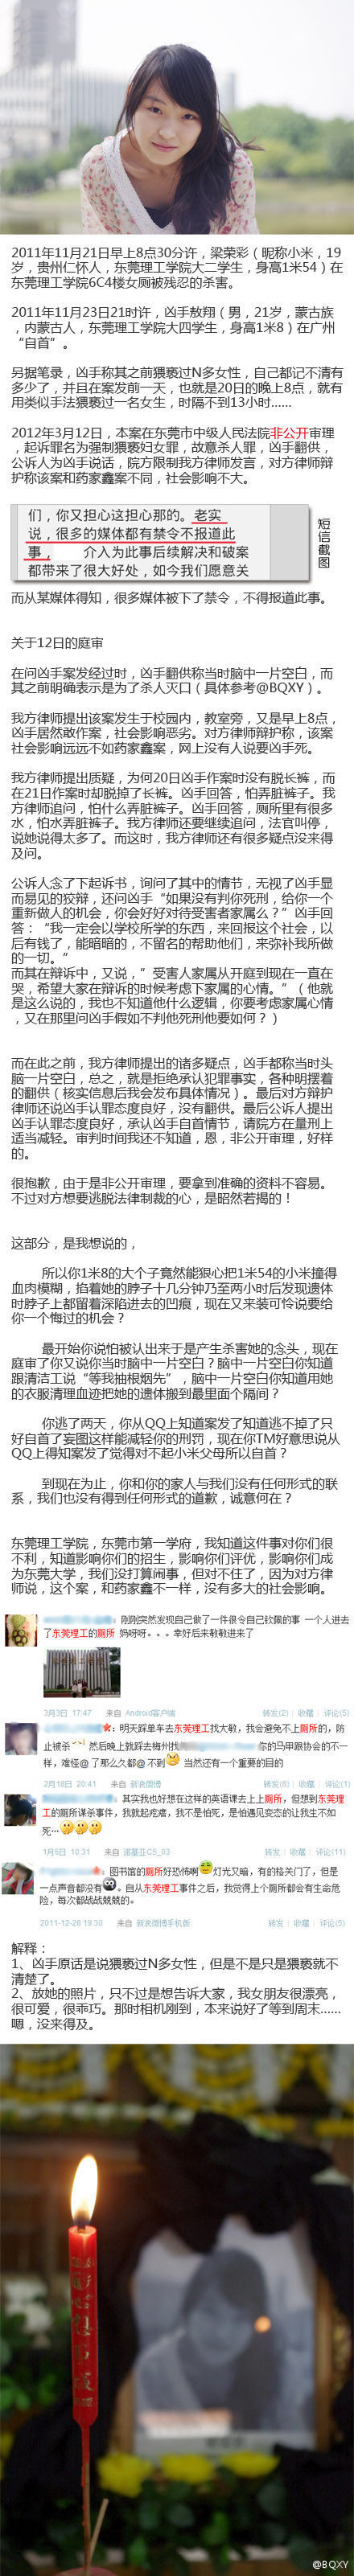 2011年11月21日早上8点30分许，梁荣彩（昵称小米，19
岁，贵州仁怀人，东莞理工学院大二学生，身高1米54）在
东莞理工学院6C4楼女厕被残忍的杀害。
2011年11月23日21时许，凶手敖翔（男，21岁，蒙古族
，内蒙古人，东莞理工学院大四学生，身高1米8）在广州
“自首”。
另据笔录，凶手称其之前猥亵过N多女性，自己都记不清有
多少了，并且在案发前一天，也就是20日的晚上8点，就有
用类似手法猥亵过一名女生，时隔不到13小时......
2012年3月12日，本案在东莞市中级人民法院非公开审理
，起诉罪名为强制猥亵妇女罪，故意杀人罪，凶手翻供，
公诉人为凶手说话，院方限制我方律师发言，对方律师辩
护称该案和药家鑫案不同，社会影响不大。
们，你又担心这担心那的。老实
说，很多的媒体都有禁令不报道此
事，
介入为此事后续解决和破案
都带来了很大好处，如今我们愿意关
短信截图
而从某媒体得知，很多媒体被下了禁令，不得报道此事。
关于12日的庭审
在问凶手案发经过时，凶手翻供称当时脑中一片空白，而
其之前明确表示是为了杀人灭口（具体参考@BQXY）。
我方律师提出该案发生于校园内，教室旁，又是早上8点，
凶手居然敢作案，社会影响恶劣。对方律师辩护称，该案
社会影响远远不如药家鑫案，网上没有人说要凶手死。
我方律师提出质疑，为何20日凶手作案时没有脱长裤，而
在21日作案时却脱掉了长裤。凶手回答，怕弄脏裤子。我
方律师追问，怕什么弄脏裤子。凶手回答，厕所里有很多
水，怕水弄脏裤子。我方律师还要继续追问，法官叫停，
说她说得太多了。而这时，我方律师还有很多疑点没来得
及问。
公诉人念了下起诉书，询问了其中的情节，无视了凶手显
而易见的狡辩，还问凶手“如果没有判你死刑，给你一个
重新做人的机会，你会好好对待受害者家属么？”凶手回
答：“我一定会以学校所学的东西，来回报这个社会，以
后有钱了，能暗暗的，不留名的帮助他们，来弥补我所做
的一切。”
而其在辩诉中，又说，”受害人家属从开庭到现在一直在
哭，希望大家在辩诉的时候考虑下家属的心情。”（他就
是这么说的，我也不知道他什么逻辑，你要考虑家属心情
，又在那里问凶手假如不判他死刑他要如何？）
而在此之前，我方律师提出的诸多疑点，凶手都称当时头
脑一片空白，总之，就是拒绝承认犯罪事实，各种明摆着
的翻供（核实信息后我会发布具体情况）。最后对方辩护
律师还说凶手认罪态度良好，没有翻供。最后公诉人提出
凶手认罪态度良好，承认凶手自首情节，请院方在量刑上
适当减轻。审判时间我还不知道，恩，非公开审理，好样
的。
很抱歉，由于是非公开审理，要拿到准确的资料不容易。
不过对方想要逃脱法律制裁的心，是昭然若揭的！
这部分，是我想说的，
所以你1米8的大个子竟然能狠心把1米54的小米撞得
血肉模糊，掐着她的脖子十几分钟乃至两小时后发现遗体
时脖子上都留着深陷进去的凹痕，现在又来装可怜说要给
你一个悔过的机会？
最开始你说怕被认出来于是产生杀害她的念头，现在
庭审了你又说你当时脑中一片空白？脑中一片空白你知道
跟清洁工说“等我抽根烟先”，脑中一片空白你知道用她
的衣服清理血迹把她的遗体搬到最里面个隔间？
你逃了两天，你从QQ上知道案发了知道逃不掉了只
好自首了妄图这样能减轻你的刑罚，现在你TM好意思说从
QQ上得知案发了觉得对不起小米父母所以自首？
到现在为止，你和你的家人与我们没有任何形式的联
系，我们也没有得到任何形式的道歉，诚意何在？
东莞理工学院，东莞市第一学府，我知道这件事对你们很
不利，知道影响你们的招生，影响你们评优，影响你们成
为东莞大学，我们没打算闹事，但对不住了，因为对方律
师说，这个案，和药家鑫不一样，没有多大的社会影响。
：刚刚突然发现自己做了一件很令自己钦佩的事 一个人进去
了东莞理工的厕所 妈呀呀。。。幸好后来敏敏进来了
3月3日 17:47 来自 Android客户端 转发(2) | 收藏 | 评论(5)
：明天踩单车去东莞理工找大敏，我会避免不上厕所的，防
止被杀 然后晚上就踩去梅州找 你的马甲跟协会的不一
样，难怪@了那么久都@不到 当然还有一个重要的目的
2月18日 20:41 来自 新浪微博 转发(6) | 收藏 | 评论(1)
：其实我也好想在这样的英语课去上上厕所，但想到东莞理
工的厕所谋杀事件，我就起疙瘩，我不是怕死，是怕遇见变态的让我生不如
死…
1月6日 10:31 来自 诺基亚C5_03 转发 | 收藏 | 评论(11)
：图书馆的厕所好恐怖啊 灯光又暗，有的格关门了，但是
一点声音都没有 。自从东莞理工事件之后，我觉得上个厕所都会有生命危
险，每次都战战兢兢的。
2011-12-28 19:30 来自 新浪微博手机版 转发 | 收藏 | 评论(5)
解释：
1、凶手原话是说猥亵过N多女性，但是不是只是猥亵就不
清楚了。
2、放她的照片，只不过是想告诉大家，我女朋友很漂亮，
很可爱，很乖巧。那时相机刚到，本来说好了等到周末......
嗯，没来得及。
@BQXY